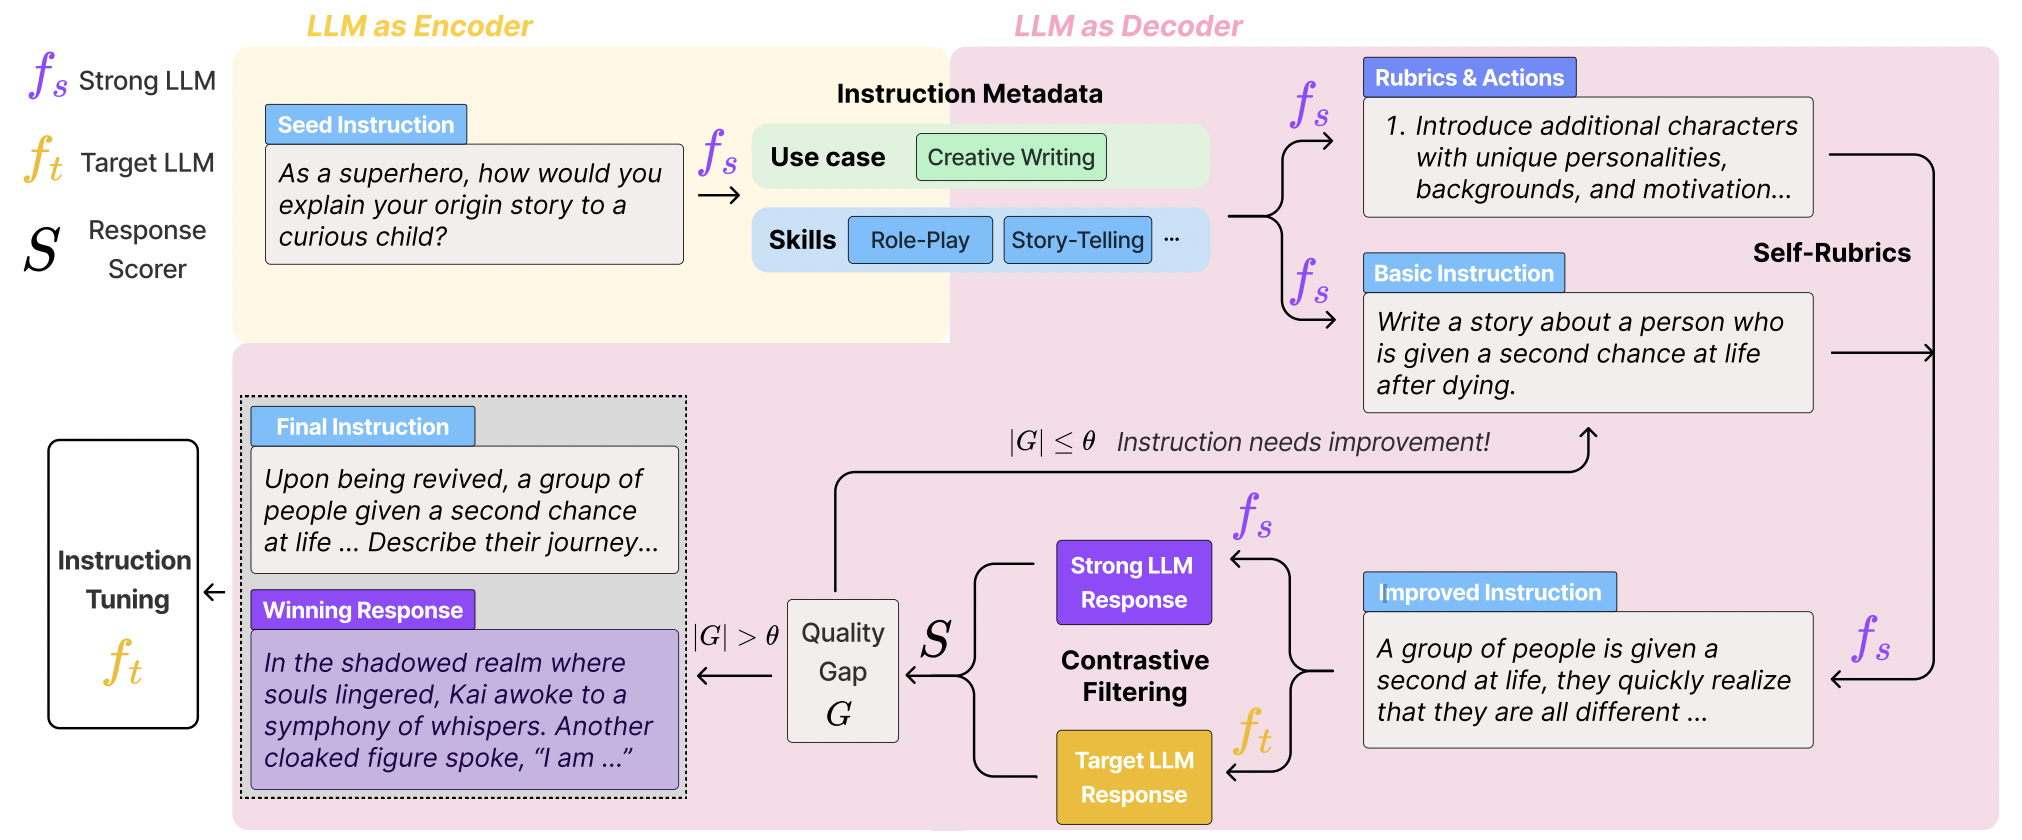 LLM as Encoder
LLM as Decoder
f_s Strong LLM
f_t Target LLM
S Response
Scorer
Seed Instruction
As a superhero, how would you
explain your origin story to a
curious child?
f_s
Instruction Metadata
Use case Creative Writing
Skills Role-Play Story-Telling ...
f_s
f_s
Rubrics & Actions
1. Introduce additional characters
with unique personalities,
backgrounds, and motivation...
Self-Rubrics
Basic Instruction
Write a story about a person who
is given a second chance at life
after dying.
|G| ≤ θ Instruction needs improvement!
f_s
Improved Instruction
A group of people is given a
second at life, they quickly realize
that they are all different ...
f_s
f_t
Strong LLM
Response
Contrastive
Filtering
Target LLM
Response
S
Quality
Gap
G
|G| > θ
Final Instruction
Upon being revived, a group of
people given a second chance
at life ... Describe their journey...
Winning Response
In the shadowed realm where
souls lingered, Kai awoke to a
symphony of whispers. Another
cloaked figure spoke, “I am ...”
Instruction
Tuning
f_t